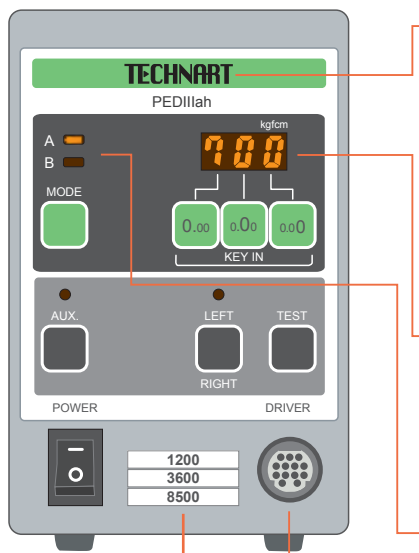 TECHNART
PEDIIIah
kgfcm
A
B
700
MODE
0.00 0.00 0.00
KEY IN
AUX. LEFT TEST
RIGHT
POWER DRIVER
1200
3600
8500